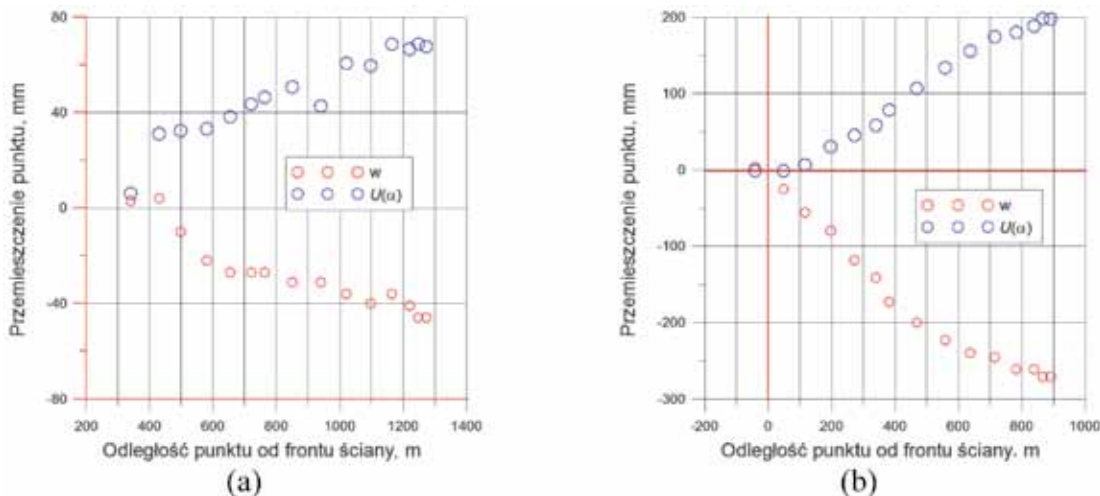 Przemieszczenie punktu, mm
80
40
0
-40
-80
w
U(α)
200 400 600 800 1000 1200 1400
Odległość punktu od frontu ściany, m
(a)
Przemieszczenie punktu, mm
200
100
0
-100
-200
-300
w
U(α)
-200 0 200 400 600 800 1000
Odległość punktu od frontu ściany. m
(b)